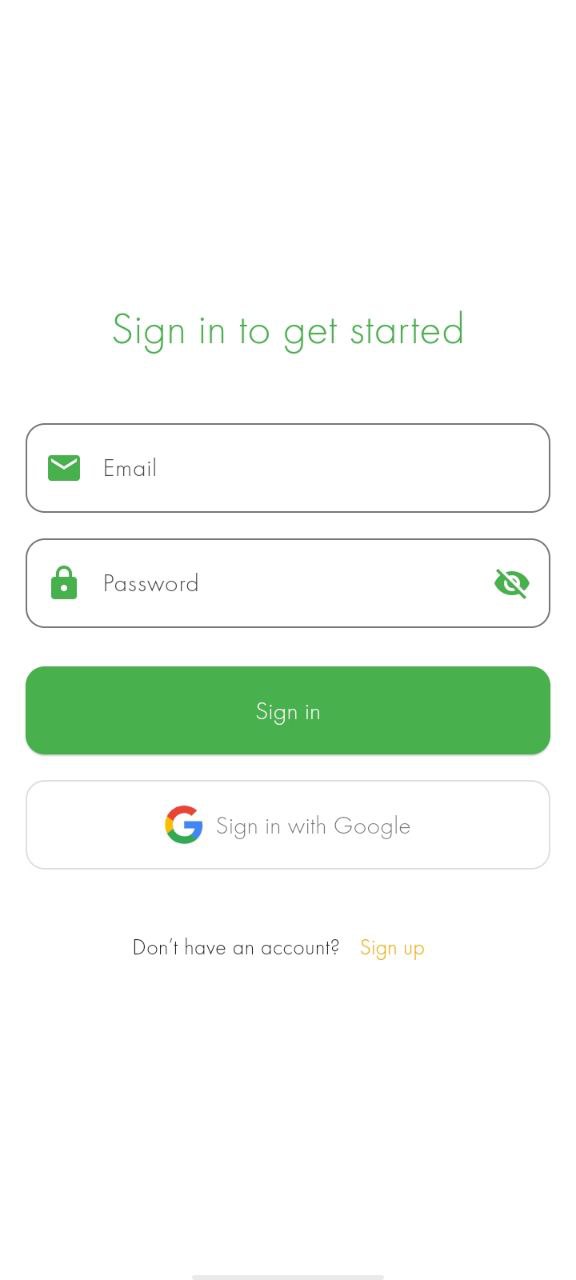 Sign in to get started
Email
Password
Sign in
Sign in with Google
Don't have an account? Sign up